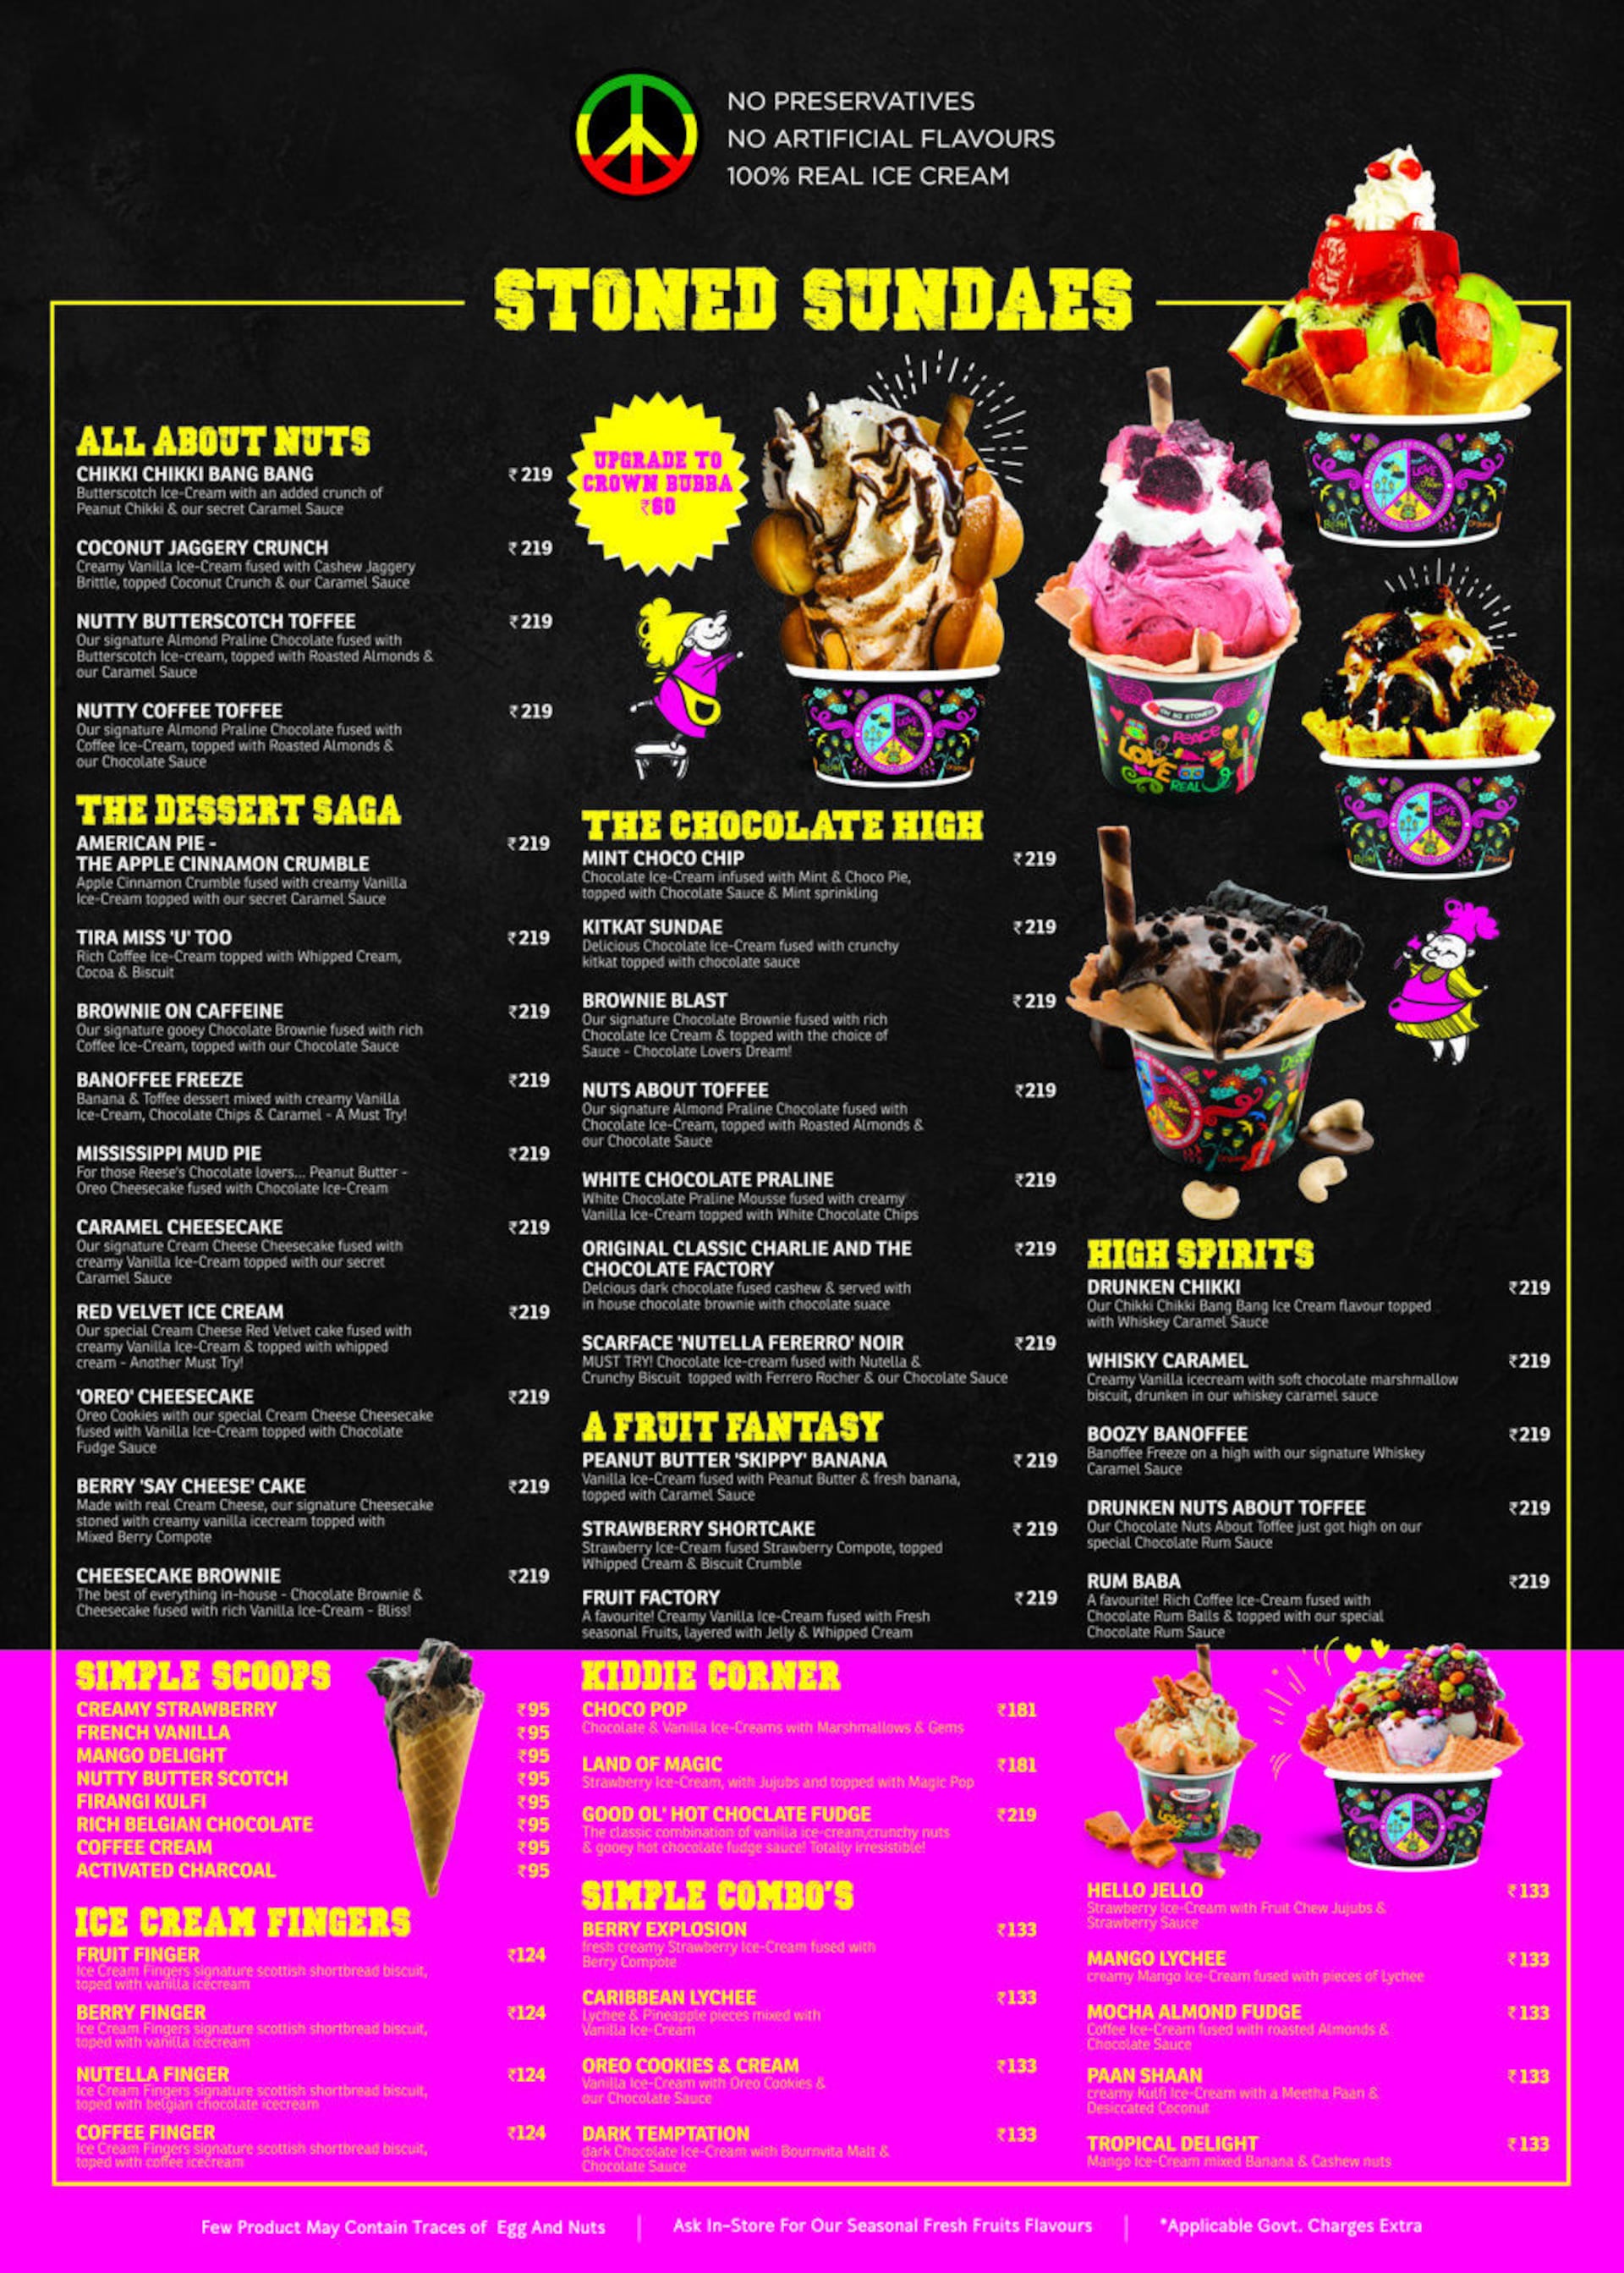 NO PRESERVATIVES
NO ARTIFICIAL FLAVOURS
100% REAL ICE CREAM
STONED SUNDAES
ALL ABOUT NUTS
CHIKKI CHIKKI BANG BANG ₹219
Butterscotch Ice-Cream with an added crunch of
Peanut Chikki & our secret Caramel Sauce
COCONUT JAGGERY CRUNCH ₹219
Creamy Vanilla Ice-Cream fused with Cashew Jaggery
Brittle, topped Coconut Crunch & our Caramel Sauce
NUTTY BUTTERSCOTCH TOFFEE ₹219
Our signature Almond Praline Chocolate fused with
Butterscotch Ice-cream, topped with Roasted Almonds &
our Caramel Sauce
NUTTY COFFEE TOFFEE ₹219
Our signature Almond Praline Chocolate fused with
Coffee Ice-Cream, topped with Roasted Almonds &
our Chocolate Sauce
UPGRADE TO
CROWN BUBBA
₹60
THE DESSERT SAGA
AMERICAN PIE - ₹219
THE APPLE CINNAMON CRUMBLE
Apple Cinnamon Crumble fused with creamy Vanilla
Ice-Cream topped with our secret Caramel Sauce
TIRA MISS 'U' TOO ₹219
Rich Coffee Ice-Cream topped with Whipped Cream,
Cocoa & Biscuit
BROWNIE ON CAFFEINE ₹219
Our signature gooey Chocolate Brownie fused with rich
Coffee Ice-Cream, topped with our Chocolate Sauce
BANOFFEE FREEZE ₹219
Banana & Toffee dessert mixed with creamy Vanilla
Ice-Cream, Chocolate Chips & Caramel - A Must Try!
MISSISSIPPI MUD PIE ₹219
For those Reese's Chocolate lovers... Peanut Butter -
Oreo Cheesecake fused with Chocolate Ice-Cream
CARAMEL CHEESECAKE ₹219
Our signature Cream Cheese Cheesecake fused with
creamy Vanilla Ice-Cream topped with our secret
Caramel Sauce
RED VELVET ICE CREAM ₹219
Our special Cream Cheese Red Velvet cake fused with
creamy Vanilla Ice-Cream & topped with whipped
cream - Another Must Try!
'OREO' CHEESECAKE ₹219
Oreo Cookies with our special Cream Cheese Cheesecake
fused with Vanilla Ice-Cream topped with Chocolate
Fudge Sauce
BERRY 'SAY CHEESE' CAKE ₹219
Made with real Cream Cheese, our signature Cheesecake
stoned with creamy vanilla icecream topped with
Mixed Berry Compote
CHEESECAKE BROWNIE ₹219
The best of everything in-house - Chocolate Brownie &
Cheesecake fused with rich Vanilla Ice-Cream - Bliss!
THE CHOCOLATE HIGH
MINT CHOCO CHIP ₹219
Chocolate Ice-Cream infused with Mint & Choco Pie,
topped with Chocolate Sauce & Mint sprinkling
KITKAT SUNDAE ₹219
Delicious Chocolate Ice-Cream fused with crunchy
kitkat topped with chocolate sauce
BROWNIE BLAST ₹219
Our signature Chocolate Brownie fused with rich
Chocolate Ice Cream & topped with the choice of
Sauce - Chocolate Lovers Dream!
NUTS ABOUT TOFFEE ₹219
Our signature Almond Praline Chocolate fused with
Chocolate Ice-Cream, topped with Roasted Almonds &
our Chocolate Sauce
WHITE CHOCOLATE PRALINE ₹219
White Chocolate Praline Mousse fused with creamy
Vanilla Ice-Cream topped with White Chocolate Chips
ORIGINAL CLASSIC CHARLIE AND THE ₹219
CHOCOLATE FACTORY
Delcious dark chocolate fused cashew & served with
in house chocolate brownie with chocolate suace
SCARFACE 'NUTELLA FERERRO' NOIR ₹219
MUST TRY! Chocolate Ice-cream fused with Nutella &
Crunchy Biscuit topped with Ferrero Rocher & our Chocolate Sauce
A FRUIT FANTASY
PEANUT BUTTER 'SKIPPY' BANANA ₹219
Vanilla Ice-Cream fused with Peanut Butter & fresh banana,
topped with Caramel Sauce
STRAWBERRY SHORTCAKE ₹219
Strawberry Ice-Cream fused Strawberry Compote, topped
Whipped Cream & Biscuit Crumble
FRUIT FACTORY ₹219
A favourite! Creamy Vanilla Ice-Cream fused with Fresh
seasonal Fruits, layered with Jelly & Whipped Cream
PEACE
LOVE
REAL
HIGH SPIRITS
DRUNKEN CHIKKI ₹219
Our Chikki Chikki Bang Bang Ice Cream flavour topped
with Whiskey Caramel Sauce
WHISKY CARAMEL ₹219
Creamy Vanilla icecream with soft chocolate marshmallow
biscuit, drunken in our whiskey caramel sauce
BOOZY BANOFFEE ₹219
Banoffee Freeze on a high with our signature Whiskey
Caramel Sauce
DRUNKEN NUTS ABOUT TOFFEE ₹219
Our Chocolate Nuts About Toffee just got high on our
special Chocolate Rum Sauce
RUM BABA ₹219
A favourite! Rich Coffee Ice-Cream fused with
Chocolate Rum Balls & topped with our special
Chocolate Rum Sauce
SIMPLE SCOOPS
CREAMY STRAWBERRY ₹95
FRENCH VANILLA ₹95
MANGO DELIGHT ₹95
NUTTY BUTTER SCOTCH ₹95
FIRANGI KULFI ₹95
RICH BELGIAN CHOCOLATE ₹95
COFFEE CREAM ₹95
ACTIVATED CHARCOAL ₹95
ICE CREAM FINGERS
FRUIT FINGER ₹124
Ice Cream Fingers signature scottish shortbread biscuit,
toped with vanilla icecream
BERRY FINGER ₹124
Ice Cream Fingers signature scottish shortbread biscuit,
toped with vanilla icecream
NUTELLA FINGER ₹124
Ice Cream Fingers signature scottish shortbread biscuit,
toped with belgian chocolate icecream
COFFEE FINGER ₹124
Ice Cream Fingers signature scottish shortbread biscuit,
toped with coffee icecream
KIDDIE CORNER
CHOCO POP ₹181
Chocolate & Vanilla Ice-Creams with Marshmallows & Gems
LAND OF MAGIC ₹181
Strawberry Ice-Cream, with Jujubs and topped with Magic Pop
GOOD OL' HOT CHOCLATE FUDGE ₹219
The classic combination of vanilla ice-cream,crunchy nuts
& gooey hot chocolate fudge sauce! Totally irresistible!
SIMPLE COMBO'S
BERRY EXPLOSION ₹133
fresh creamy Strawberry Ice-Cream fused with
Berry Compote
CARIBBEAN LYCHEE ₹133
Lychee & Pineapple pieces mixed with
Vanilla Ice-Cream
OREO COOKIES & CREAM ₹133
Vanilla Ice-Cream with Oreo Cookies &
our Chocolate Sauce
DARK TEMPTATION ₹133
dark Chocolate Ice-Cream with Bournvita Malt &
Chocolate Sauce
HELLO JELLO ₹133
Strawberry Ice-Cream with Fruit Chew Jujubs &
Strawberry Sauce
MANGO LYCHEE ₹133
creamy Mango Ice-Cream fused with pieces of Lychee
MOCHA ALMOND FUDGE ₹133
Coffee Ice-Cream fused with roasted Almonds &
Chocolate Sauce
PAAN SHAAN ₹133
creamy Kulfi Ice-Cream with a Meetha Paan &
Desiccated Coconut
TROPICAL DELIGHT ₹133
Mango Ice-Cream mixed Banana & Cashew nuts
Few Product May Contain Traces of Egg And Nuts | Ask In-Store For Our Seasonal Fresh Fruits Flavours | *Applicable Govt. Charges Extra